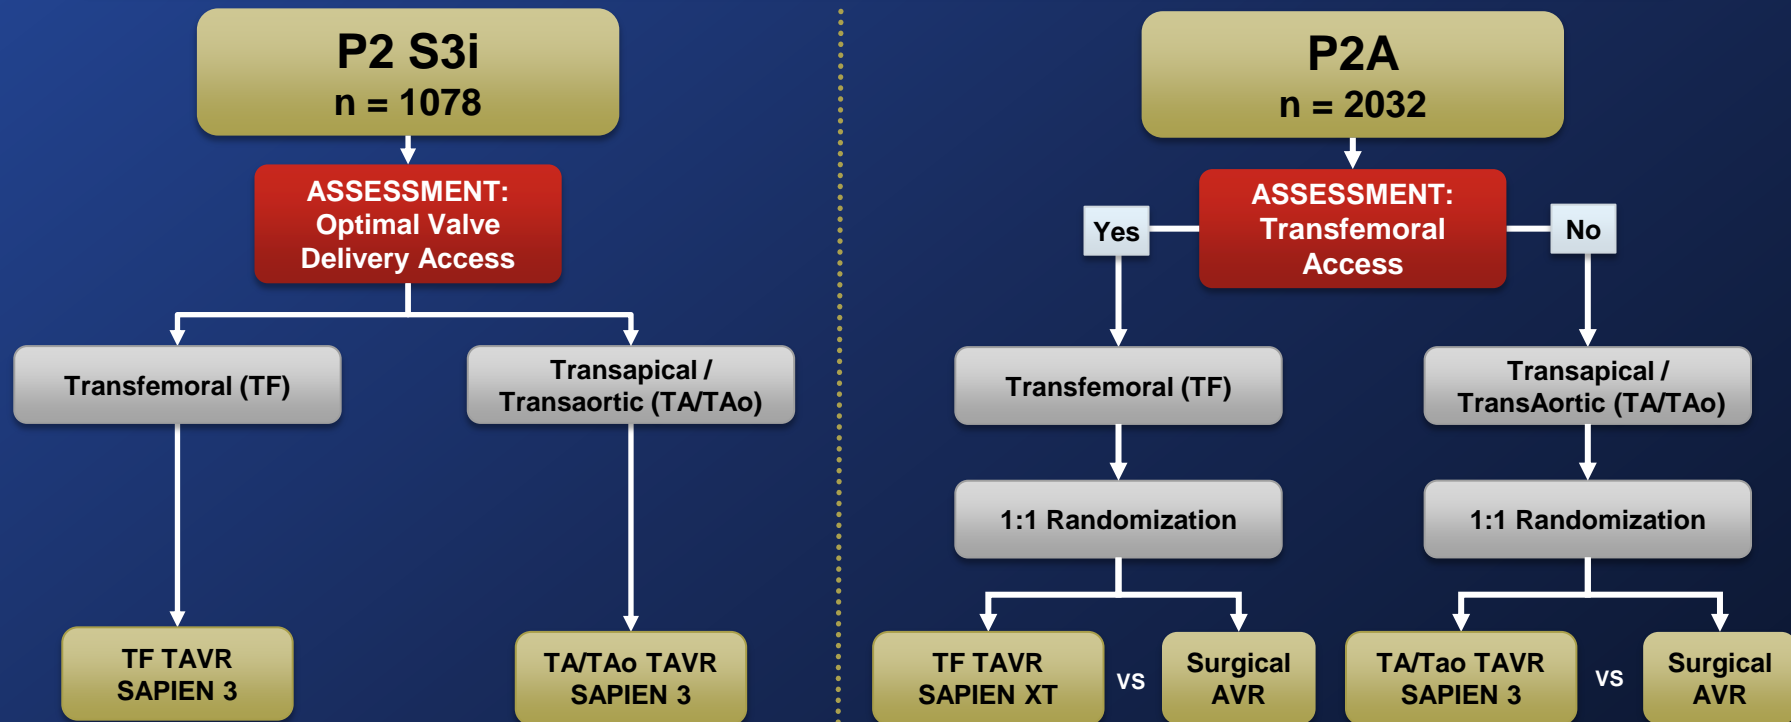 P2 S3i
n = 1078
ASSESSMENT:
Optimal Valve
Delivery Access
Transfemoral (TF)
Transapical /
Transaortic (TA/TAo)
TF TAVR
SAPIEN 3
TA/TAo TAVR
SAPIEN 3
P2A
n = 2032
ASSESSMENT:
Transfemoral
Access
Yes
No
Transfemoral (TF)
Transapical /
TransAortic (TA/TAo)
1:1 Randomization
1:1 Randomization
TF TAVR
SAPIEN XT
VS
Surgical
AVR
TA/Tao TAVR
SAPIEN 3
VS
Surgical
AVR